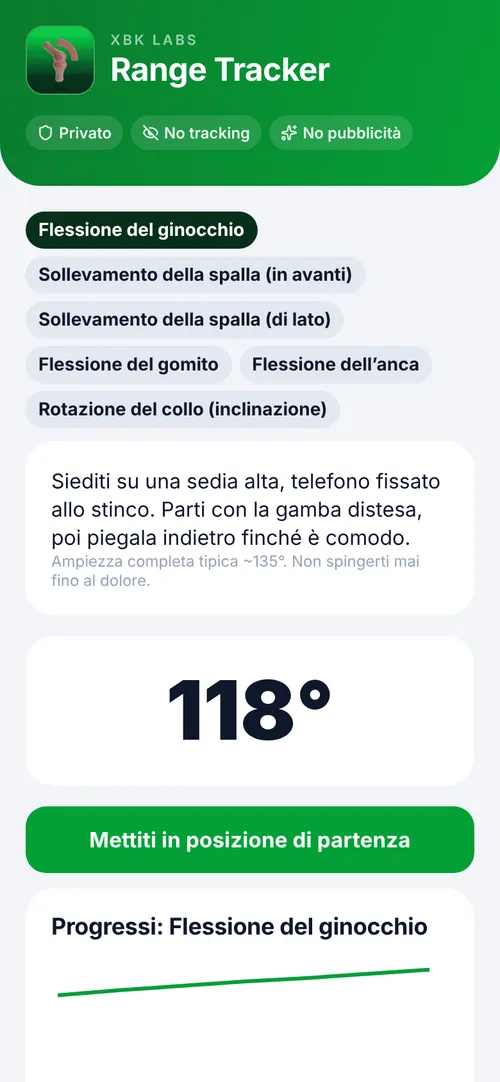 XBK LABS
Range Tracker
Privato
No tracking
No pubblicità
Flessione del ginocchio
Sollevamento della spalla (in avanti)
Sollevamento della spalla (di lato)
Flessione del gomito
Flessione dell’anca
Rotazione del collo (inclinazione)
Siediti su una sedia alta, telefono fissato
allo stinco. Parti con la gamba distesa,
poi piegala indietro finché è comodo.
Ampiezza completa tipica ~135°. Non spingerti mai
fino al dolore.
118°
Mettiti in posizione di partenza
Progressi: Flessione del ginocchio